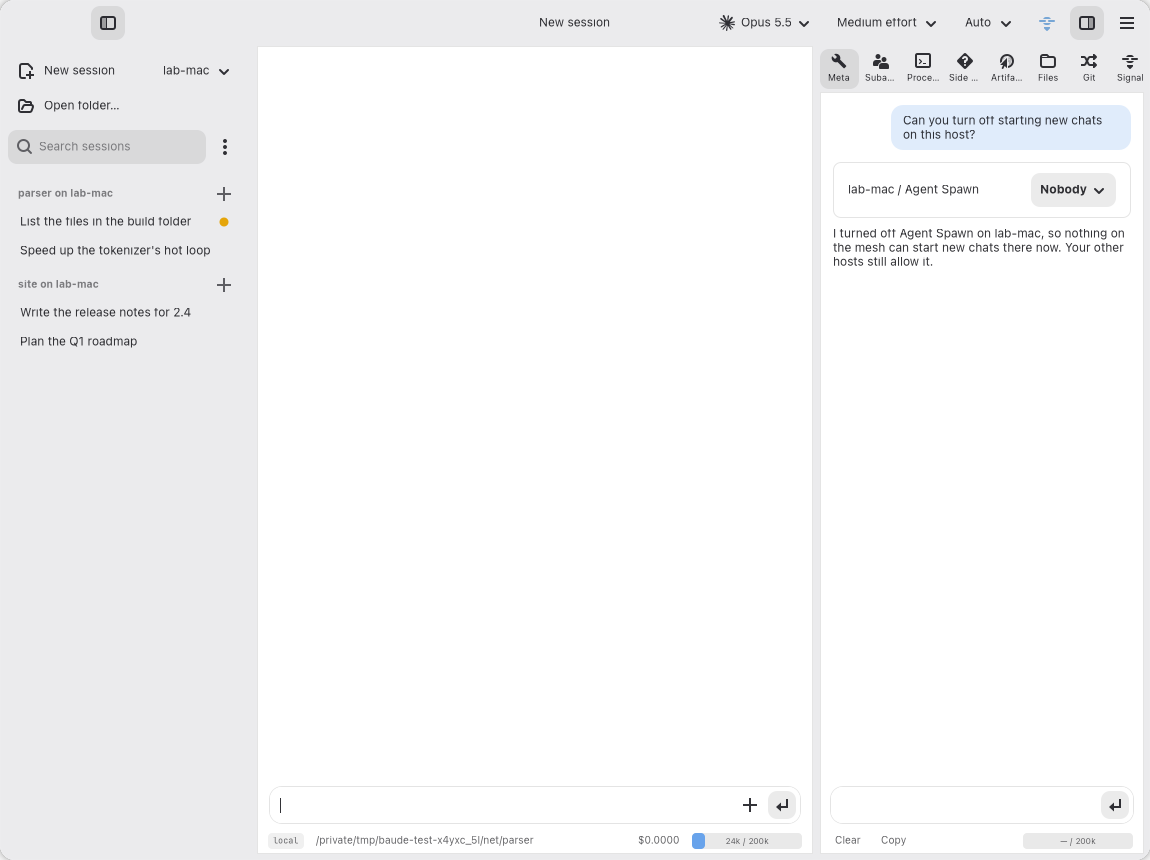 New session
Opus 5.5
Medium effort
Auto
New session
lab-mac
Open folder...
Search sessions
parser on lab-mac
List the files in the build folder
Speed up the tokenizer's hot loop
site on lab-mac
Write the release notes for 2.4
Plan the Q1 roadmap
local
/private/tmp/baude-test-x4yxc_5l/net/parser
$0.0000
24k / 200k
Meta
Suba...
Proce...
Side ...
Artifa...
Files
Git
Signal
Can you turn off starting new chats
on this host?
lab-mac / Agent Spawn
Nobody
I turned off Agent Spawn on lab-mac, so nothing on
the mesh can start new chats there now. Your other
hosts still allow it.
Clear
Copy
— / 200k